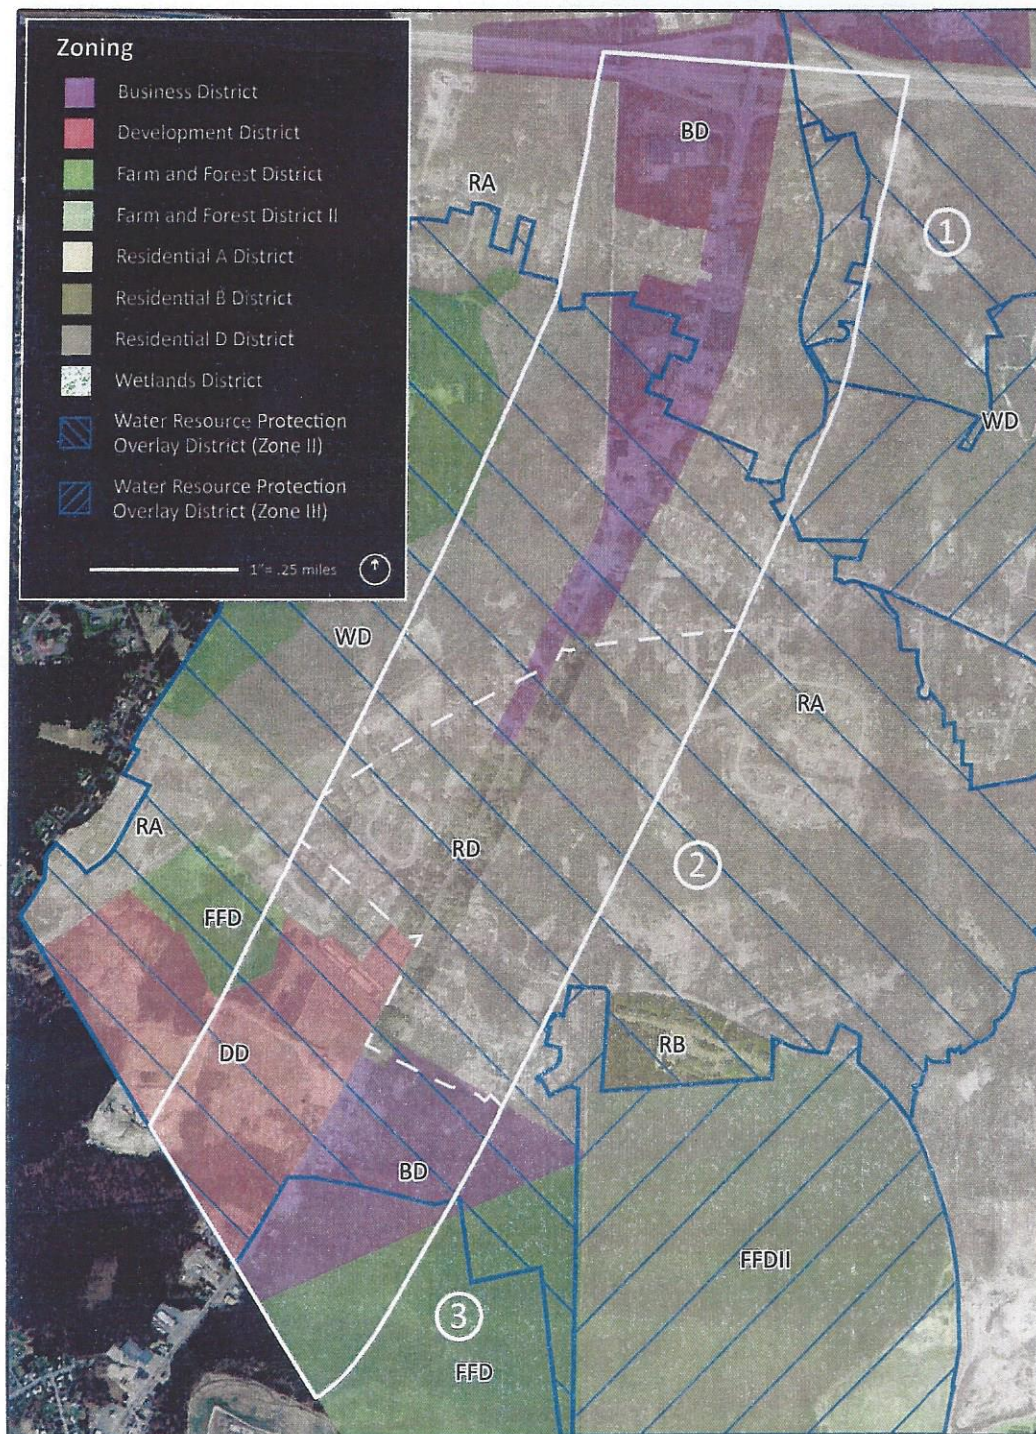 Zoning
Business District
Development District
Farm and Forest District
Farm and Forest District II
Residential A District
Residential B District
Residential D District
Wetlands District
Water Resource Protection
Overlay District (Zone II)
Water Resource Protection
Overlay District (Zone III)
1"= .25 miles
BD
RA
1
WD
WD
RA
RA
RD
2
FFD
DD
RB
BD
FFDII
3
FFD